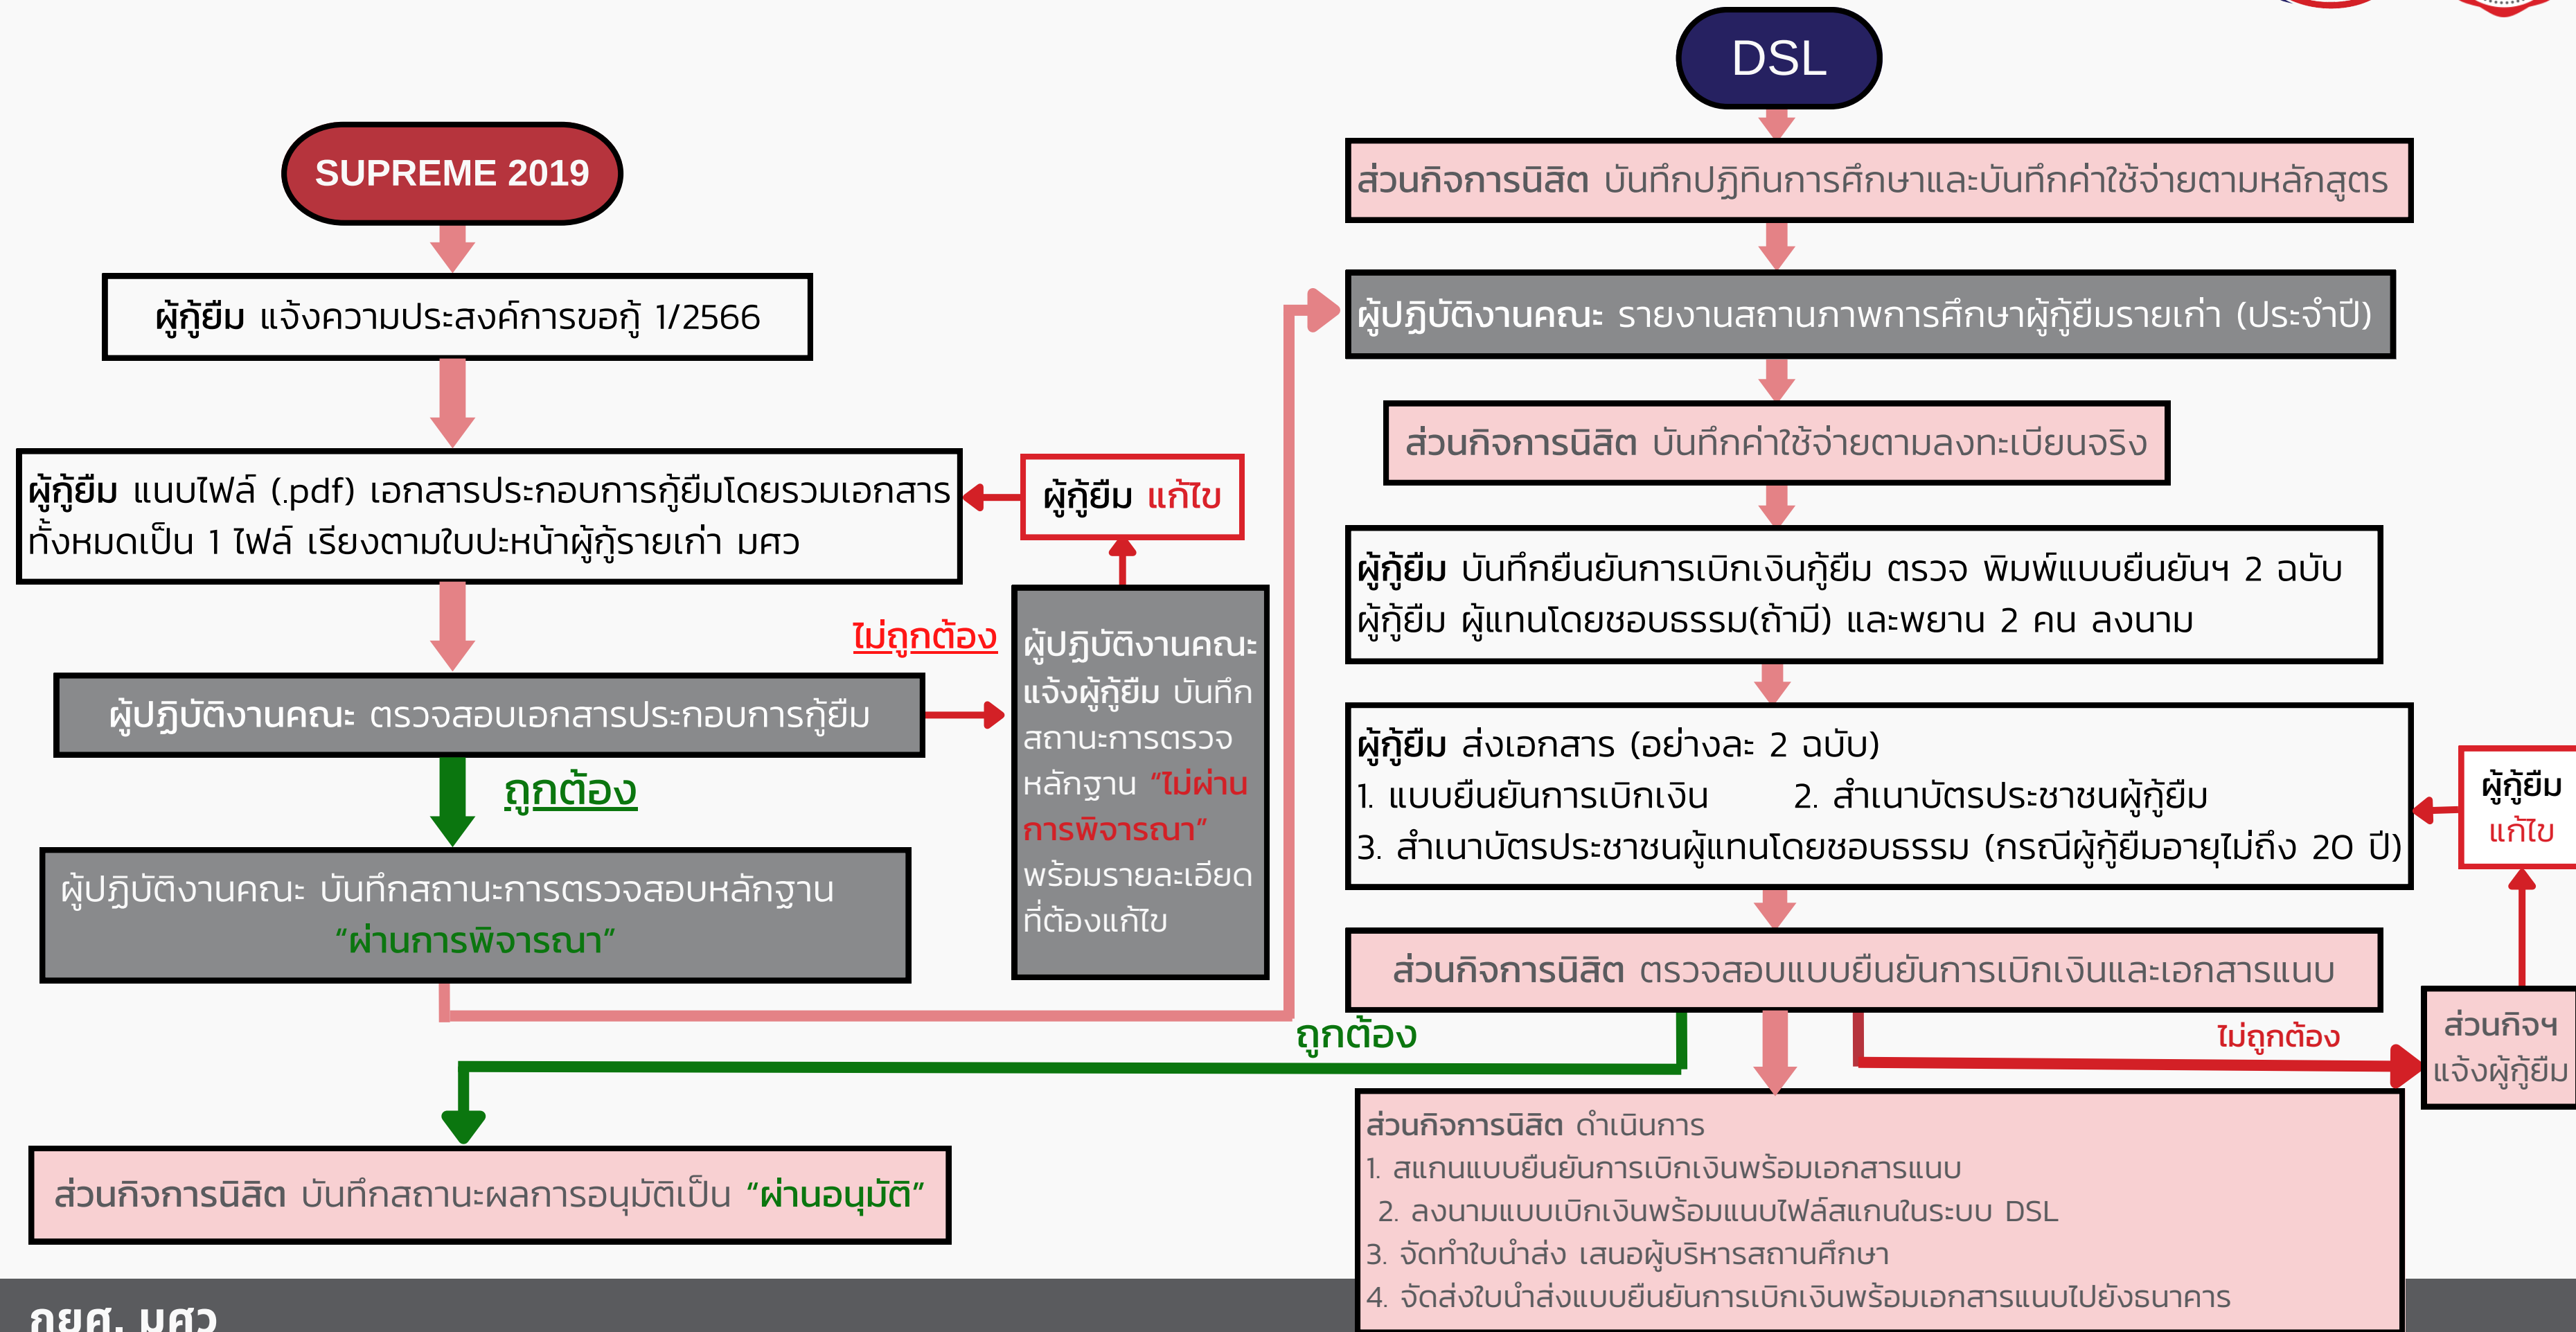 SUPREME 2019
ผู้กู้ยืม แจ้งความประสงค์การขอกู้ 1/2566
ผู้กู้ยืม แนบไฟล์ (.pdf) เอกสารประกอบการกู้ยืมโดยรวมเอกสาร
ทั้งหมดเป็น 1 ไฟล์ เรียงตามใบปะหน้าผู้กู้รายเก่า มศว
ผู้กู้ยืม แก้ไข
ไม่ถูกต้อง
ผู้ปฏิบัติงานคณะ
แจ้งผู้กู้ยืม บันทึก
สถานะการตรวจ
หลักฐาน “ไม่ผ่าน
การพิจารณา”
พร้อมรายละเอียด
ที่ต้องแก้ไข
ผู้ปฏิบัติงานคณะ ตรวจสอบเอกสารประกอบการกู้ยืม
ถูกต้อง
ผู้ปฏิบัติงานคณะ บันทึกสถานะการตรวจสอบหลักฐาน
“ผ่านการพิจารณา”
DSL
ส่วนกิจการนิสิต บันทึกปฏิทินการศึกษาและบันทึกค่าใช้จ่ายตามหลักสูตร
ผู้ปฏิบัติงานคณะ รายงานสถานภาพการศึกษาผู้กู้ยืมรายเก่า (ประจำปี)
ส่วนกิจการนิสิต บันทึกค่าใช้จ่ายตามลงทะเบียนจริง
ผู้กู้ยืม บันทึกยืนยันการเบิกเงินกู้ยืม ตรวจ พิมพ์แบบยืนยันฯ 2 ฉบับ
ผู้กู้ยืม ผู้แทนโดยชอบธรรม(ถ้ามี) และพยาน 2 คน ลงนาม
ผู้กู้ยืม ส่งเอกสาร (อย่างละ 2 ฉบับ)
1. แบบยืนยันการเบิกเงิน 2. สำเนาบัตรประชาชนผู้กู้ยืม
3. สำเนาบัตรประชาชนผู้แทนโดยชอบธรรม (กรณีผู้กู้ยืมอายุไม่ถึง 20 ปี)
ผู้กู้ยืม
แก้ไข
ส่วนกิจการนิสิต ตรวจสอบแบบยืนยันการเบิกเงินและเอกสารแนบ
ถูกต้อง
ไม่ถูกต้อง
ส่วนกิจฯ
แจ้งผู้กู้ยืม
ส่วนกิจการนิสิต บันทึกสถานะผลการอนุมัติเป็น “ผ่านอนุมัติ”
ส่วนกิจการนิสิต ดำเนินการ
1. สแกนแบบยืนยันการเบิกเงินพร้อมเอกสารแนบ
2. ลงนามแบบเบิกเงินพร้อมแนบไฟล์สแกนในระบบ DSL
3. จัดทำใบนำส่ง เสนอผู้บริหารสถานศึกษา
4. จัดส่งใบนำส่งแบบยืนยันการเบิกเงินพร้อมเอกสารแนบไปยังธนาคาร
กยศ. มศว